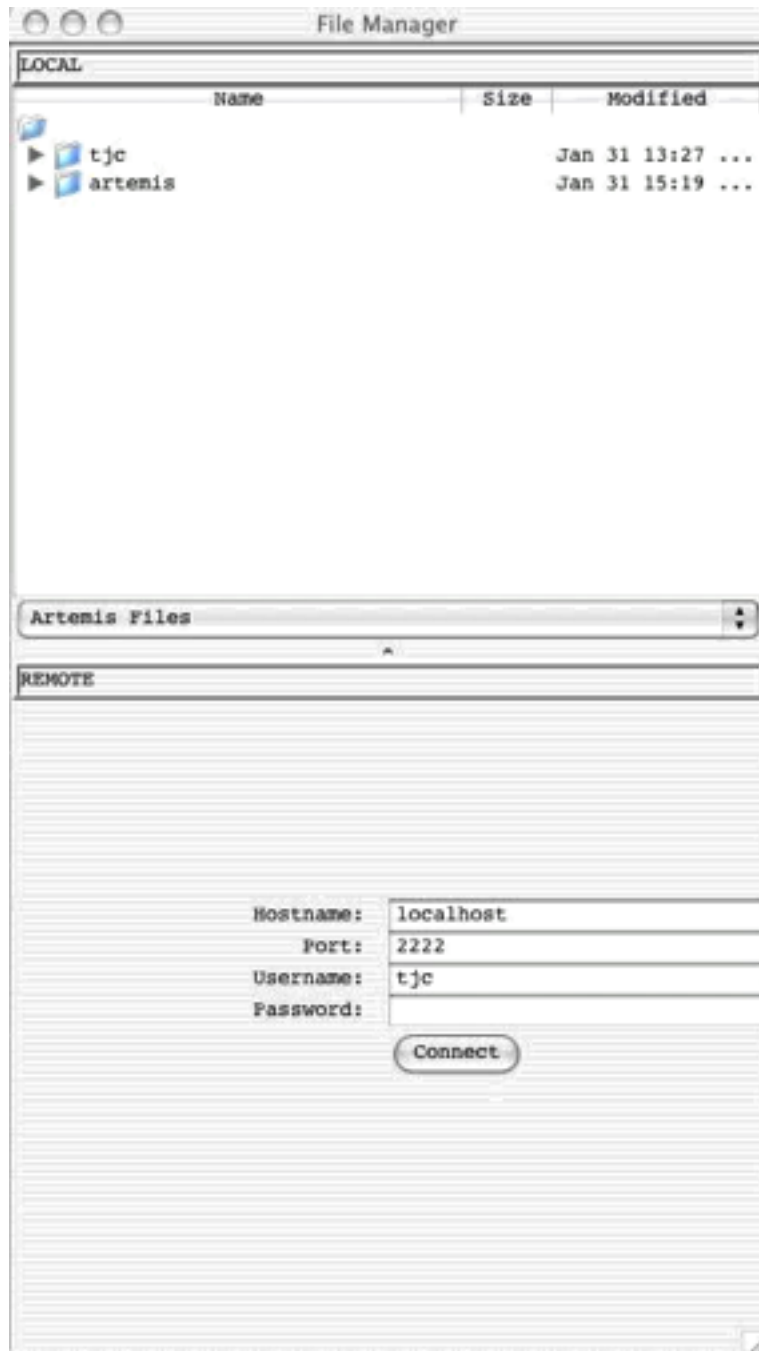 File Manager
LOCAL
Name Size Modified
tjc Jan 31 13:27 ...
artemis Jan 31 15:19 ...
Artemis Files
REMOTE
Hostname: localhost
Port: 2222
Username: tjc
Password:
Connect